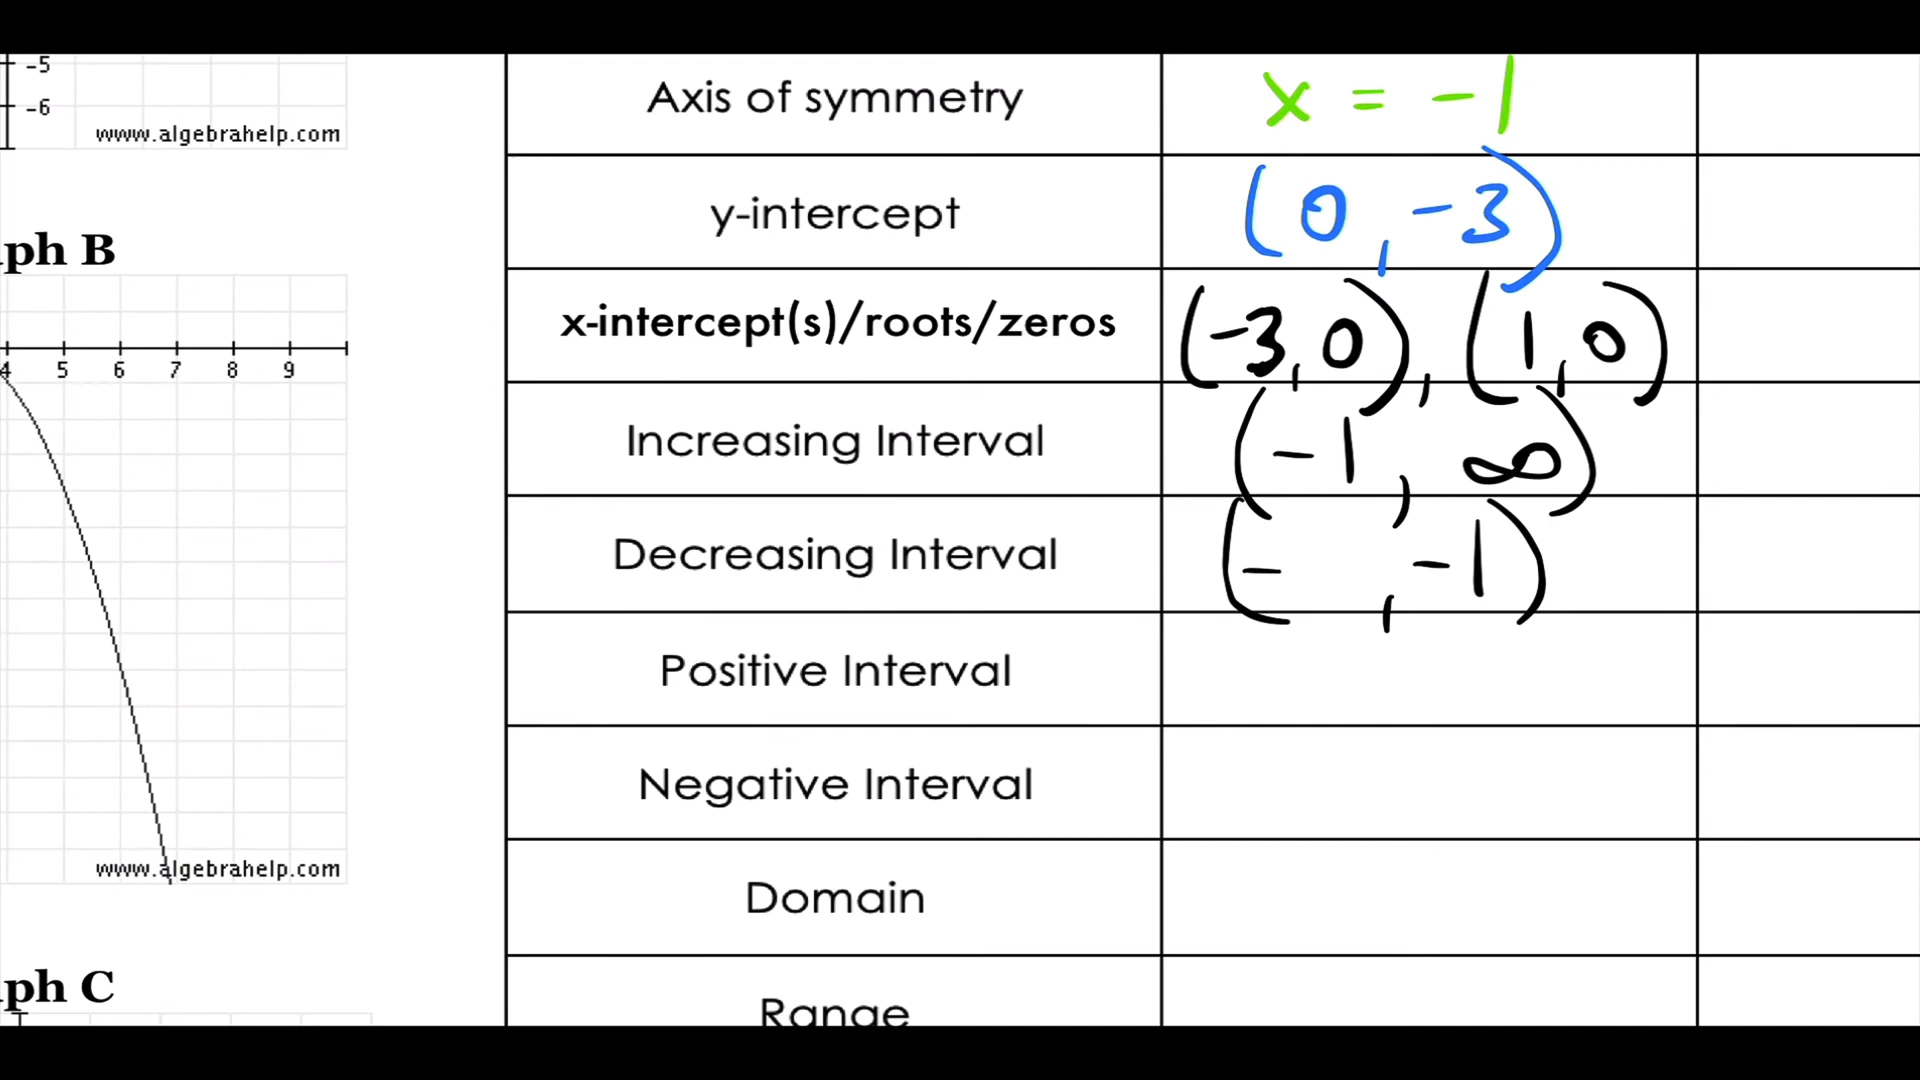 -5
-6
www.algebrahelp.com
ph B
4 5 6 7 8 9
www.algebrahelp.com
ph C
Axis of symmetry x = -1
y-intercept (0, -3)
x-intercept(s)/roots/zeros (-3, 0), (1, 0)
Increasing Interval (-1, ∞)
Decreasing Interval (- , -1)
Positive Interval
Negative Interval
Domain
Range